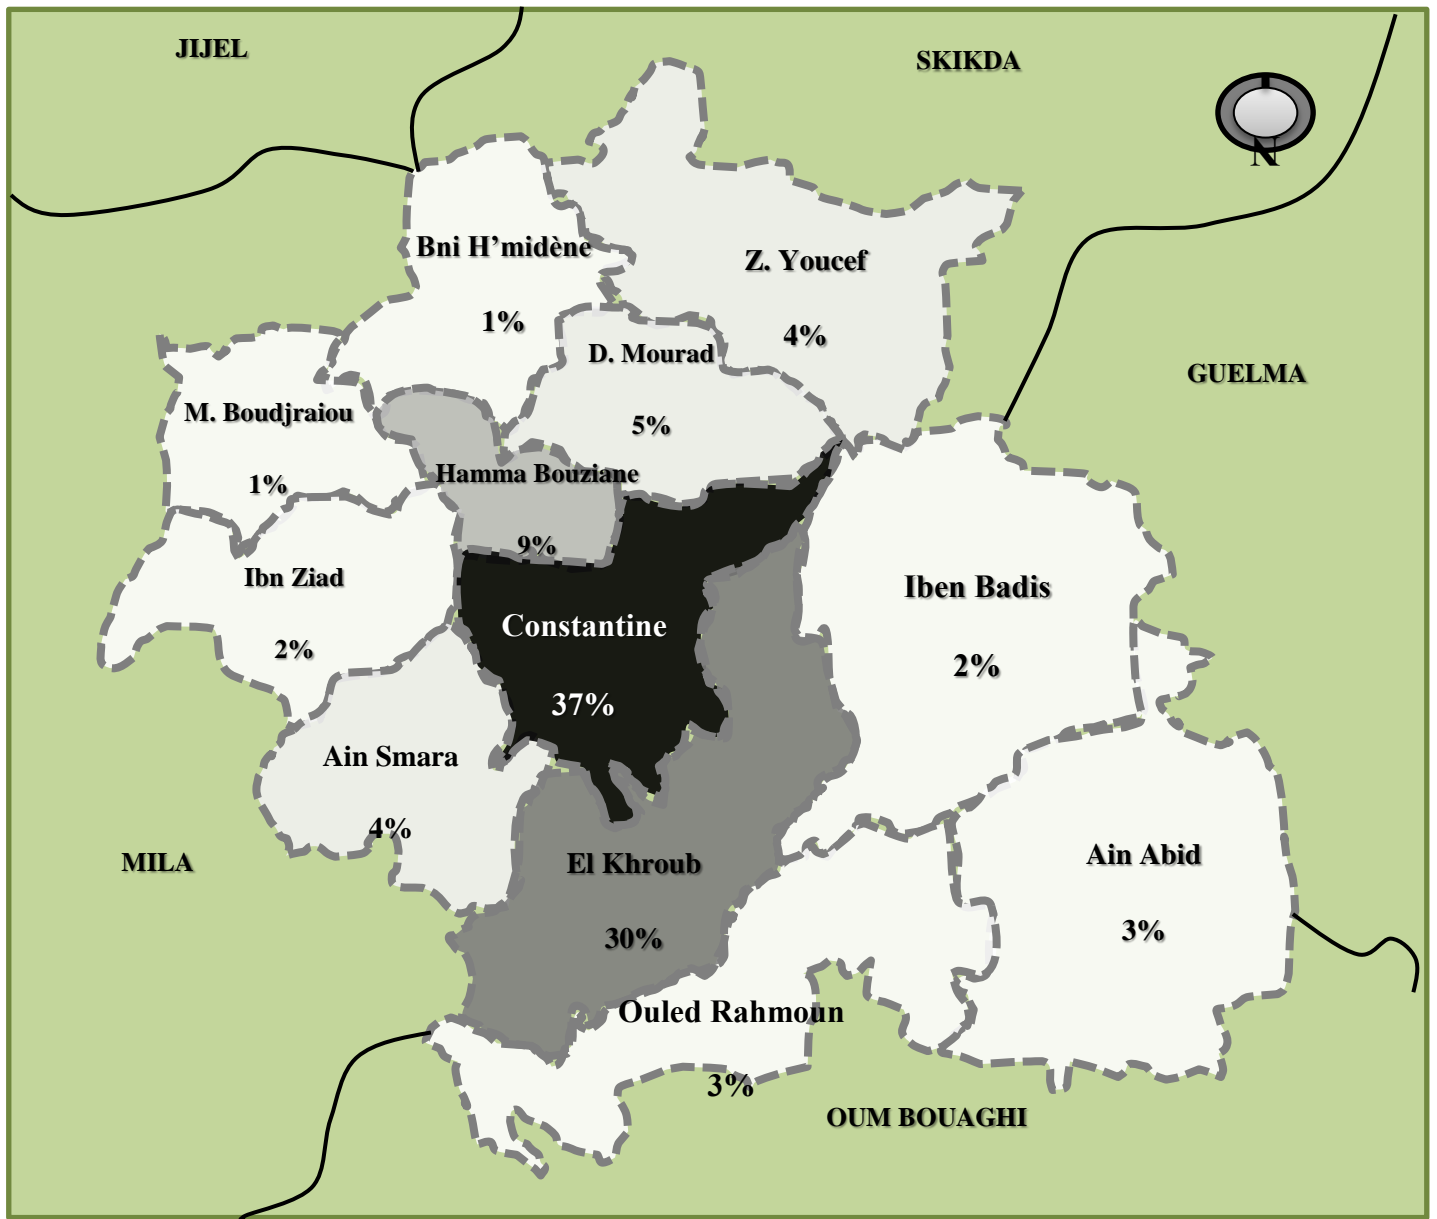 JIJEL
SKIKDA
N
Bni H’midène
1%
Z. Youcef
4%
D. Mourad
5%
GUELMA
M. Boudjraiou
1%
Hamma Bouziane
9%
Ibn Ziad
2%
Iben Badis
2%
Constantine
37%
Ain Smara
4%
MILA
El Khroub
30%
Ain Abid
3%
Ouled Rahmoun
3%
OUM BOUAGHI